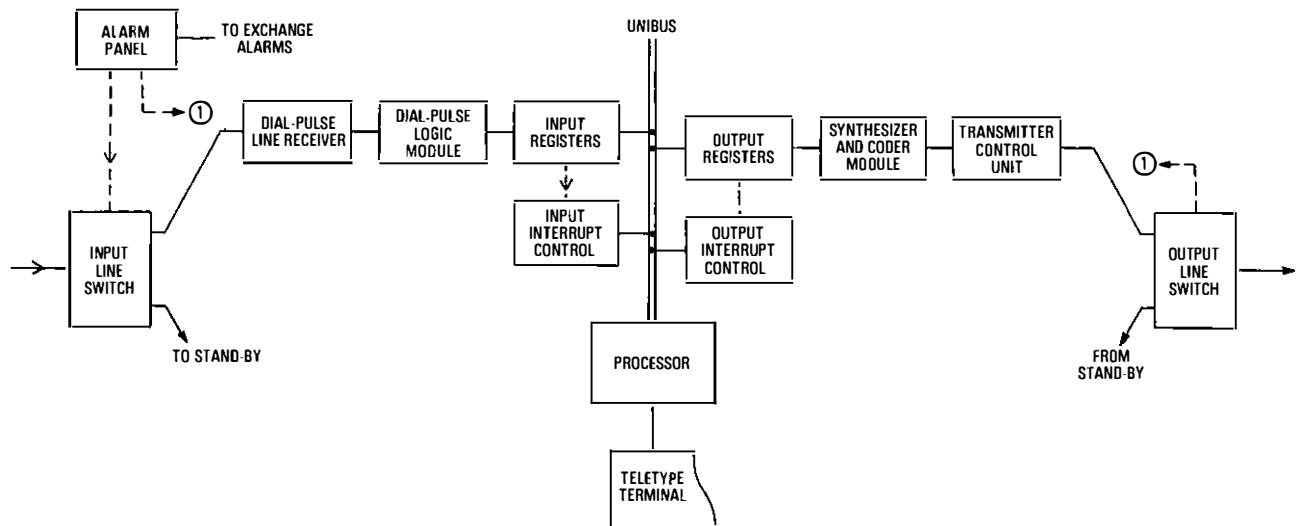 ALARM
PANEL
TO EXCHANGE
ALARMS
①
UNIBUS
DIAL-PULSE
LINE RECEIVER
DIAL-PULSE
LOGIC
MODULE
INPUT
REGISTERS
OUTPUT
REGISTERS
SYNTHESIZER
AND CODER
MODULE
TRANSMITTER
CONTROL
UNIT
①
INPUT
INTERRUPT
CONTROL
OUTPUT
INTERRUPT
CONTROL
INPUT
LINE
SWITCH
OUTPUT
LINE
SWITCH
TO STAND-BY
FROM
STAND-BY
PROCESSOR
TELETYPE
TERMINAL